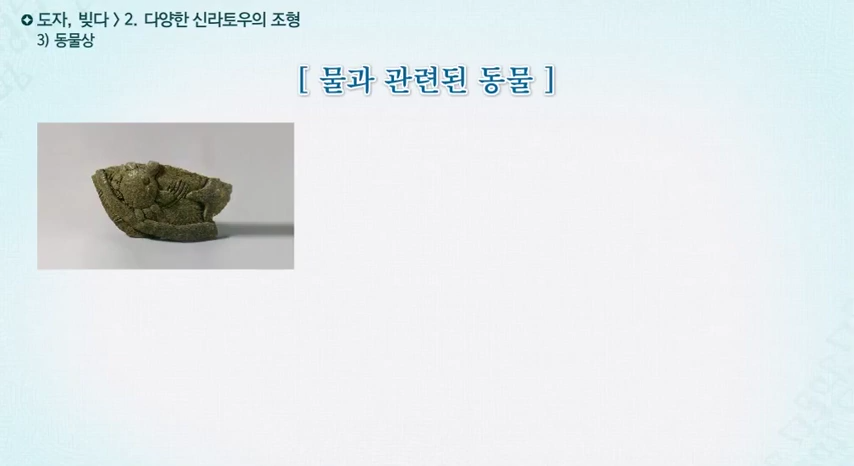 도자, 빚다 > 2. 다양한 신라토우의 조형
3) 동물상
[ 물과 관련된 동물 ]